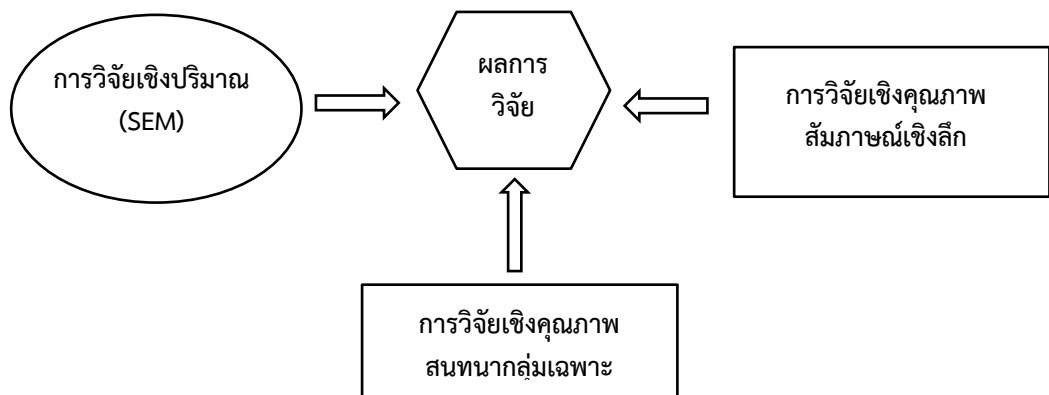 การวิจัยเชิงปริมาณ
(SEM)
ผลการ
วิจัย
การวิจัยเชิงคุณภาพ
สัมภาษณ์เชิงลึก
การวิจัยเชิงคุณภาพ
สนทนากลุ่มเฉพาะ